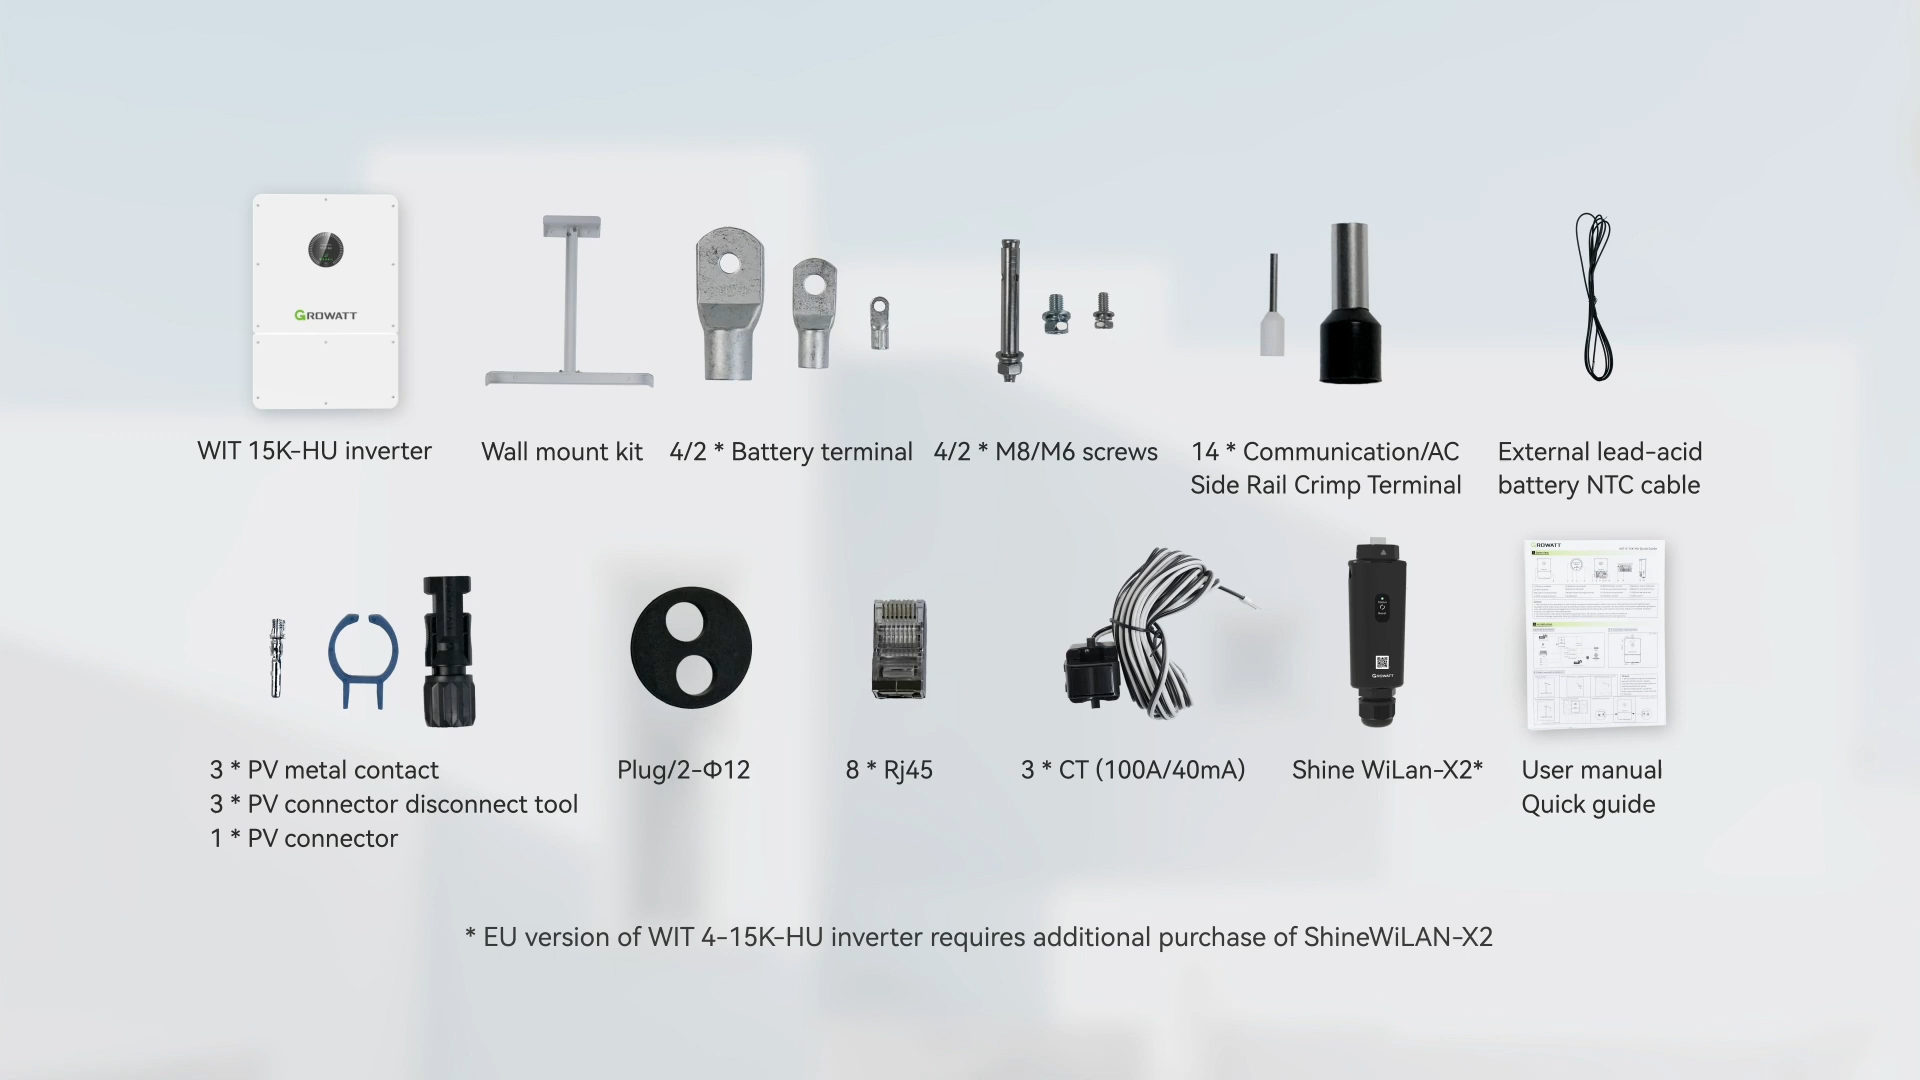 GROWATT
WIT 15K-HU inverter
Wall mount kit
4/2 * Battery terminal
4/2 * M8/M6 screws
14 * Communication/AC
Side Rail Crimp Terminal
External lead-acid
battery NTC cable
GROWATT
GROWATT
3 * PV metal contact
3 * PV connector disconnect tool
1 * PV connector
Plug/2-Φ12
8 * Rj45
3 * CT (100A/40mA)
Shine WiLan-X2*
User manual
Quick guide
* EU version of WIT 4-15K-HU inverter requires additional purchase of ShineWiLAN-X2